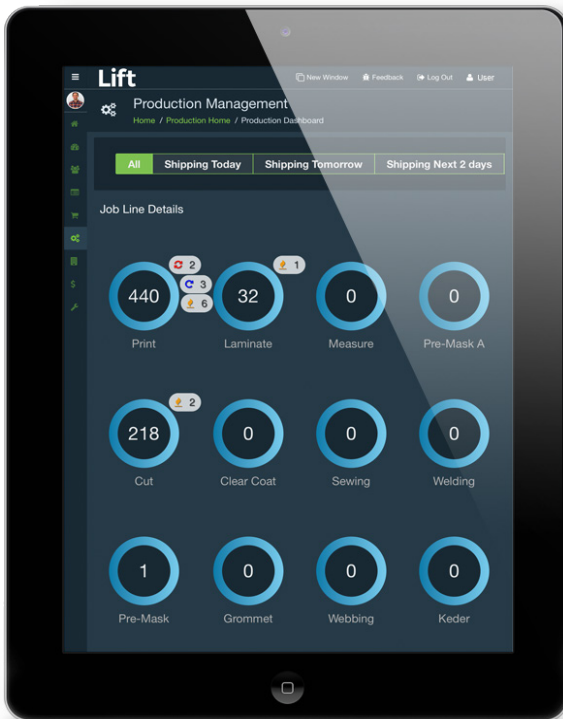 Lift
New Window Feedback Log Out User
Production Management
Home / Production Home / Production Dashboard
All Shipping Today Shipping Tomorrow Shipping Next 2 days
Job Line Details
2
1
3
440 32 0 0
6
Print Laminate Measure Pre-Mask A
2
218 0 0 0
Cut Clear Coat Sewing Welding
1 0 0 0
Pre-Mask Grommet Webbing Keder